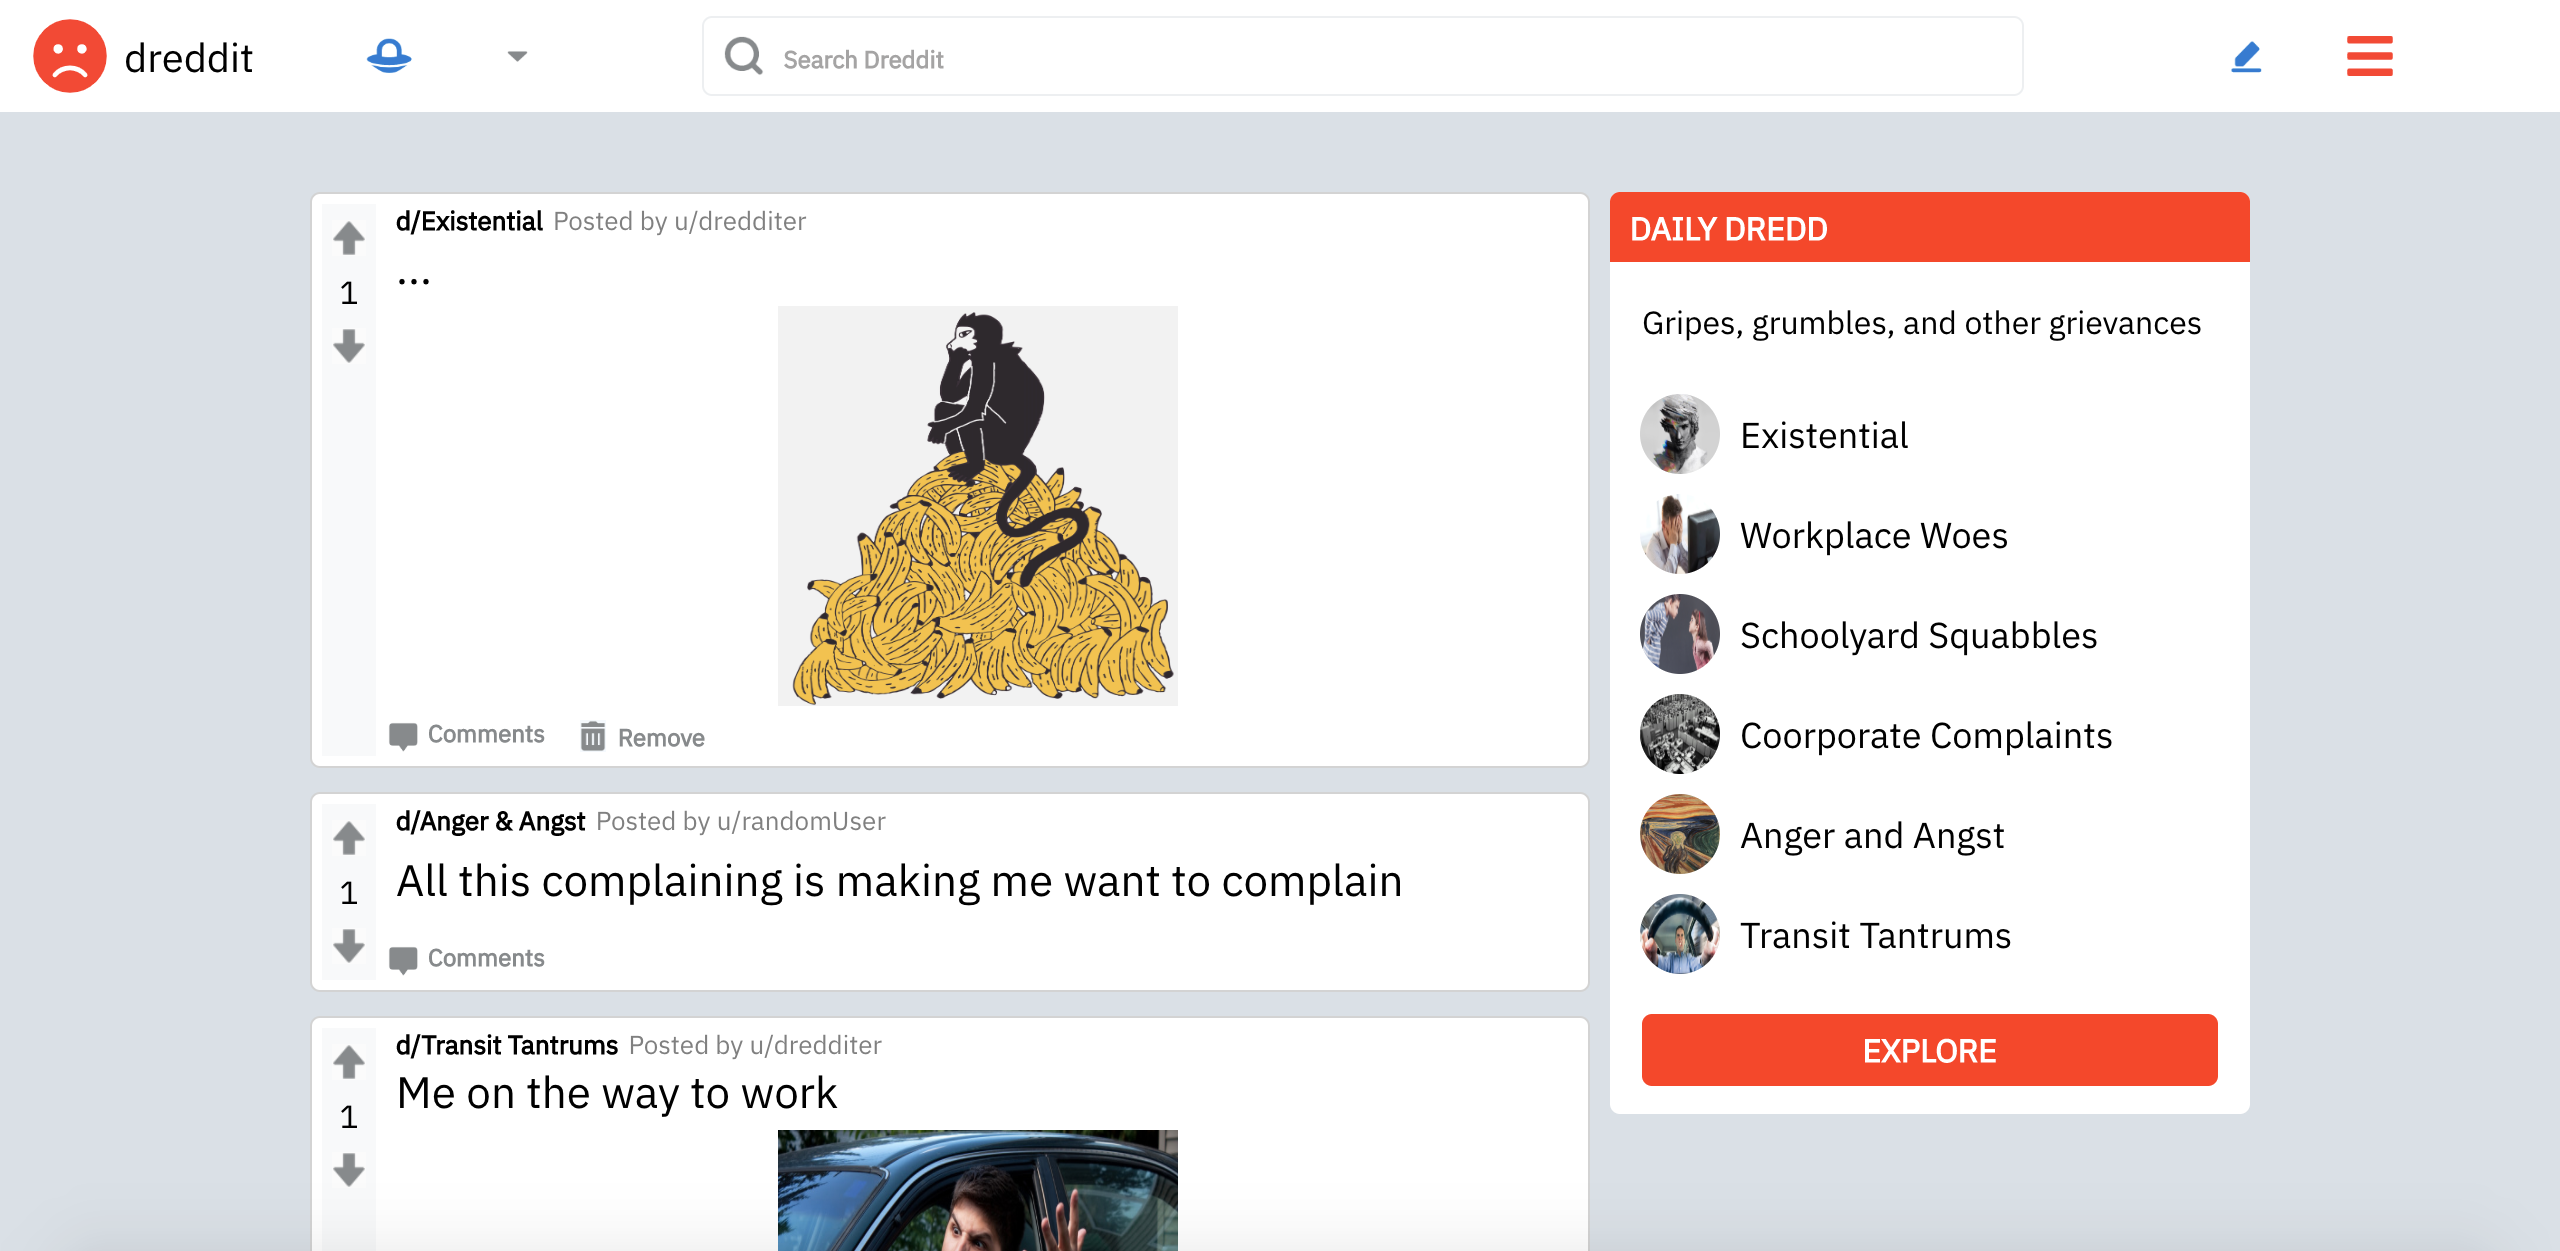 dreddit
Search Dreddit
d/Existential Posted by u/dredditer
...
1
Comments
Remove
d/Anger & Angst Posted by u/randomUser
All this complaining is making me want to complain
1
Comments
d/Transit Tantrums Posted by u/dredditer
Me on the way to work
1
DAILY DREDD
Gripes, grumbles, and other grievances
Existential
Workplace Woes
Schoolyard Squabbles
Coorporate Complaints
Anger and Angst
Transit Tantrums
EXPLORE